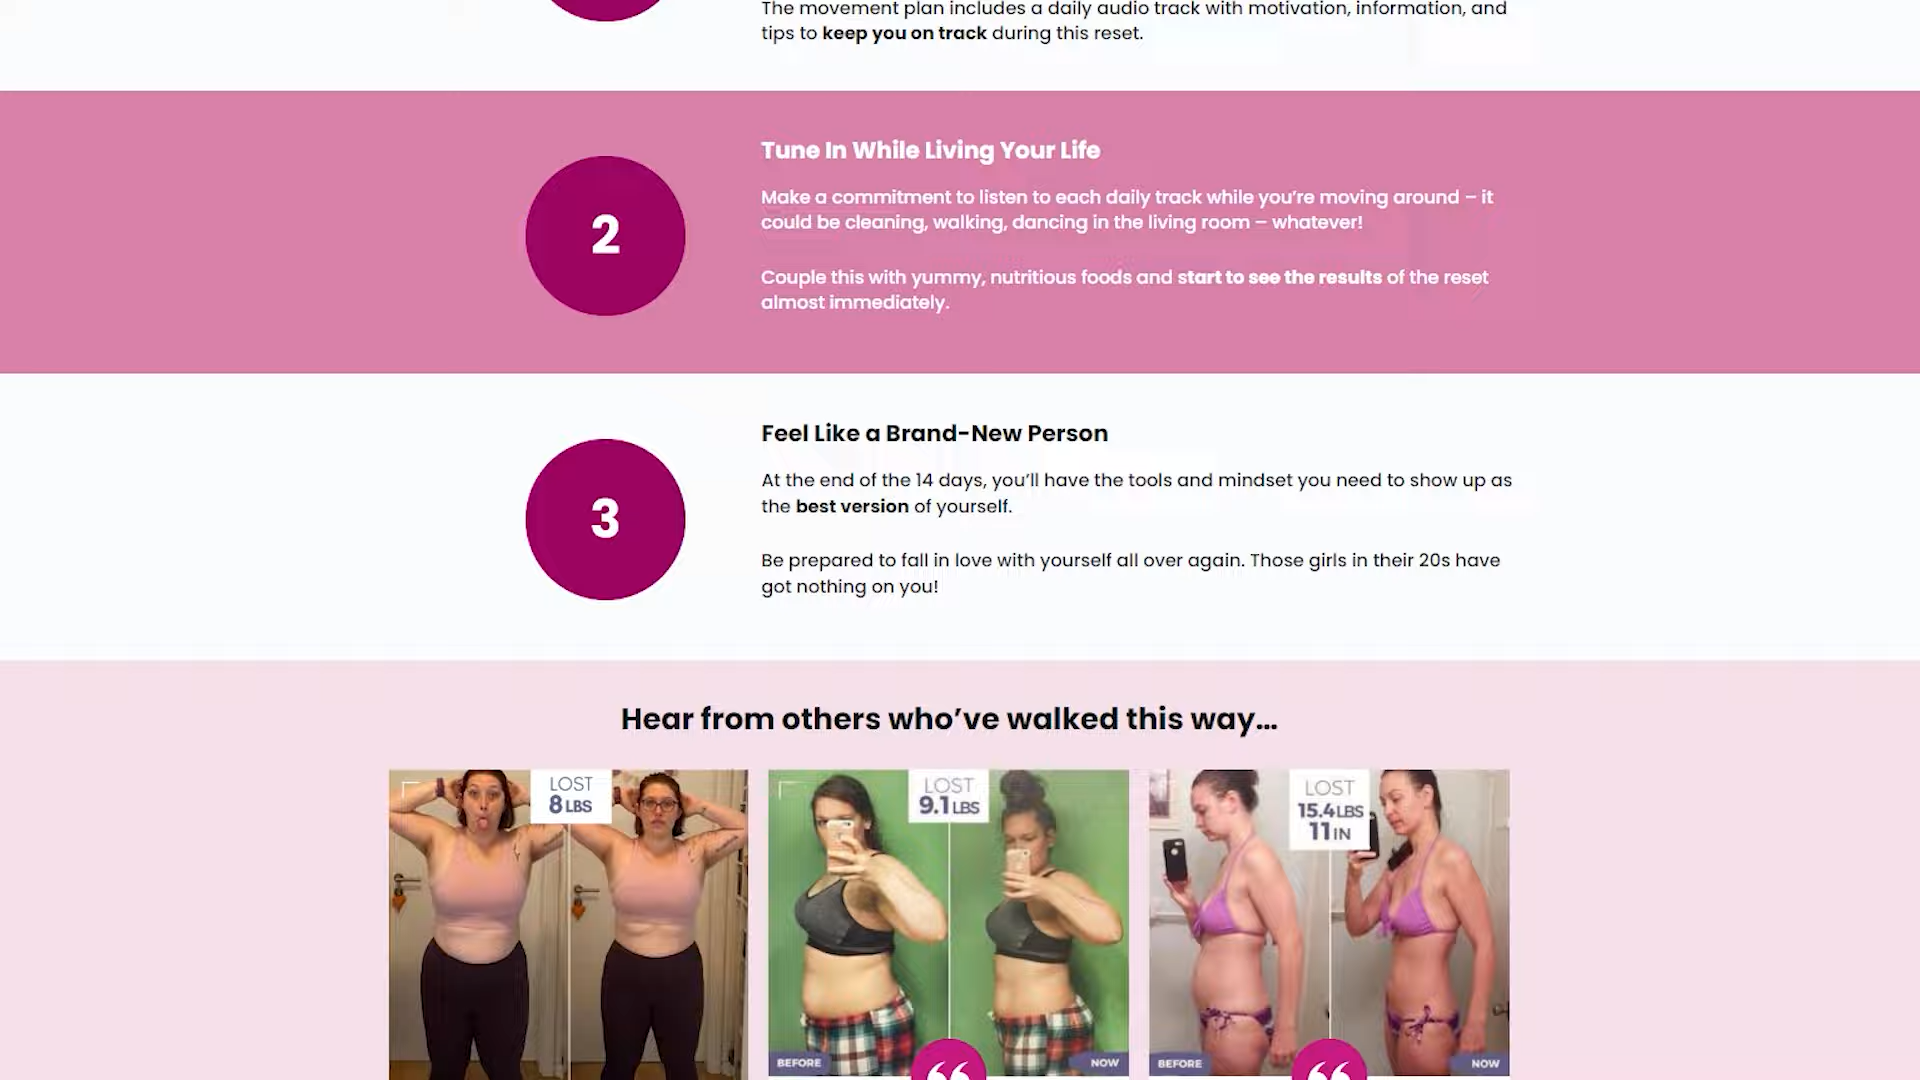 The movement plan includes a daily audio track with motivation, information, and
tips to keep you on track during this reset.
2
Tune In While Living Your Life
Make a commitment to listen to each daily track while you’re moving around – it
could be cleaning, walking, dancing in the living room – whatever!
Couple this with yummy, nutritious foods and start to see the results of the reset
almost immediately.
3
Feel Like a Brand-New Person
At the end of the 14 days, you’ll have the tools and mindset you need to show up as
the best version of yourself.
Be prepared to fall in love with yourself all over again. Those girls in their 20s have
got nothing on you!
Hear from others who’ve walked this way...
LOST
8 LBS
LOST
9.1 LBS
BEFORE
NOW
LOST
15.4 LBS
11 IN
BEFORE
NOW